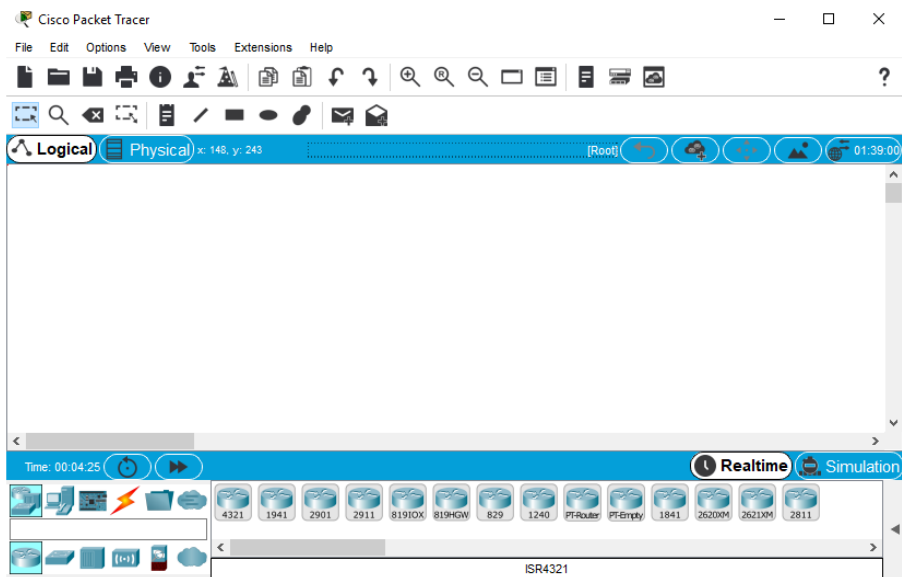 Cisco Packet Tracer
File Edit Options View Tools Extensions Help
Logical Physical x: 148, y: 243 [Root] 01:39:00
Time: 00:04:25 Realtime Simulation
4321 1941 2901 2911 819IOX 819HGW 829 1240 PT-Router PT-Empty 1841 2620XM 2621XM 2811
ISR4321